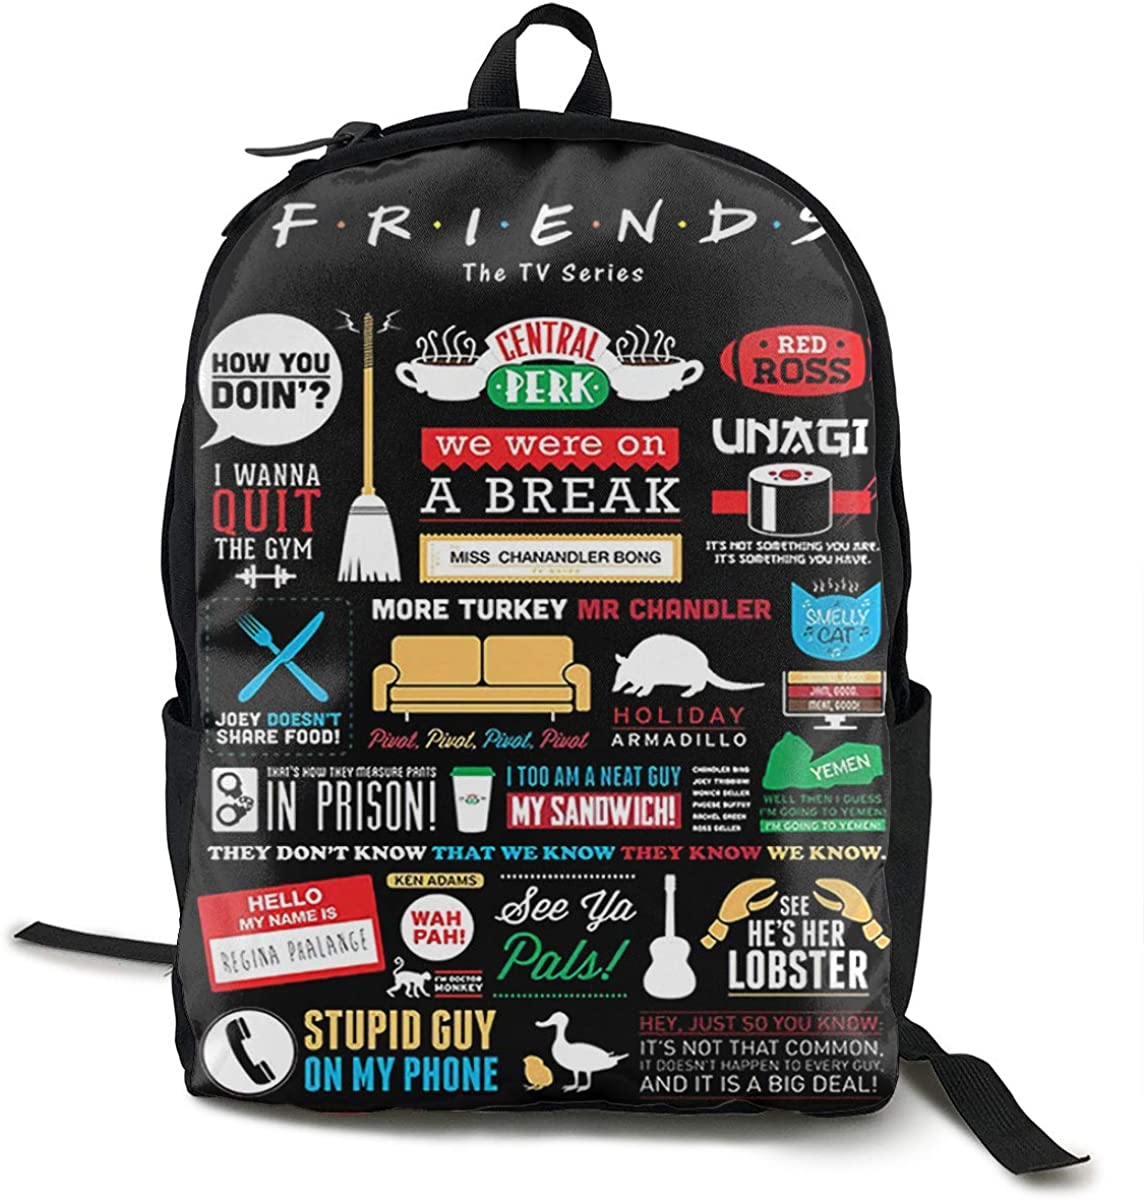 F·R·I·E·N·D·S
The TV Series
HOW YOU
DOIN'?
CENTRAL
PERK
RED
ROSS
we were on
A BREAK
UNAGI
IT'S NOT SOMETHING YOU ARE,
IT'S SOMETHING YOU HAVE.
I WANNA
QUIT
THE GYM
MISS CHANANDLER BONG
TV GUIDE
MORE TURKEY MR CHANDLER
SMELLY
CAT
JOEY DOESN'T
SHARE FOOD!
Pivot, Pivot, Pivot, Pivot
HOLIDAY
ARMADILLO
JAM, GOOD.
MEAT, GOOD!
YEMEN
WELL THEN I GUESS
I'M GOING TO YEMEN!
I'M GOING TO YEMEN!
THAT'S HOW THEY MEASURE PANTS
IN PRISON!
I TOO AM A NEAT GUY
MY SANDWICH!
CHANDLER BING
JOEY TRIBBIANI
MONICA GELLER
PHOEBE BUFFAY
RACHEL GREEN
ROSS GELLER
THEY DON'T KNOW THAT WE KNOW THEY KNOW WE KNOW.
HELLO
MY NAME IS
REGINA PHALANGE
KEN ADAMS
WAH
PAH!
I'M DOCTOR
MONKEY
See Ya
Pals!
SEE
HE'S HER
LOBSTER
STUPID GUY
ON MY PHONE
HEY, JUST SO YOU KNOW:
IT'S NOT THAT COMMON,
IT DOESN'T HAPPEN TO EVERY GUY,
AND IT IS A BIG DEAL!